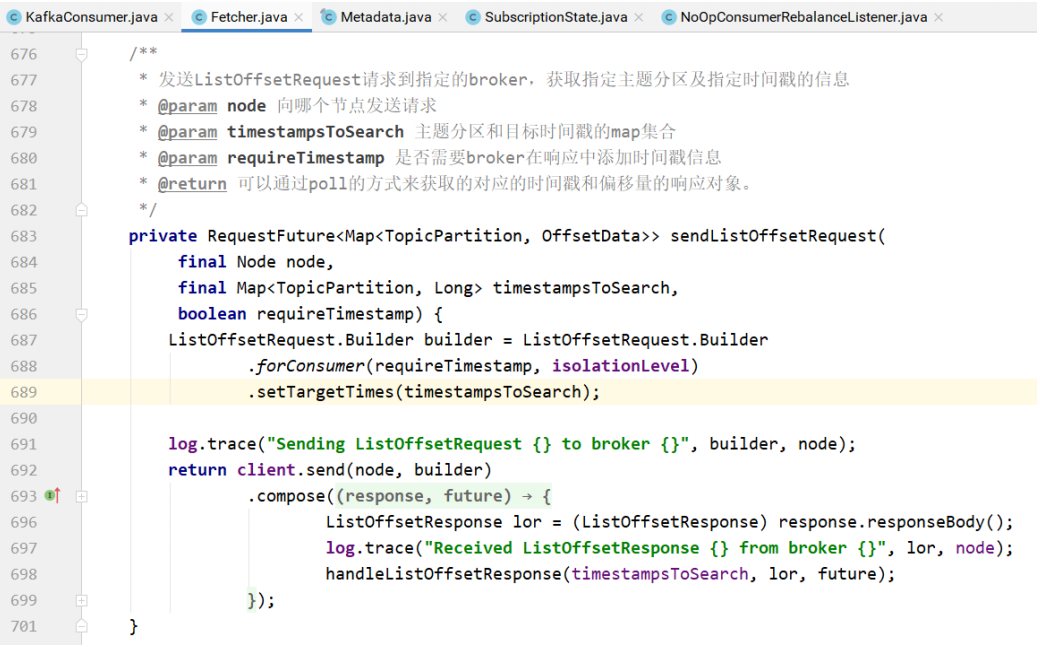 KafkaConsumer.java × Fetcher.java × Metadata.java × SubscriptionState.java × NoOpConsumerRebalanceListener.java ×
676 /**
677 * 发送ListOffsetRequest请求到指定的broker，获取指定主题分区及指定时间戳的信息
678 * @param node 向哪个节点发送请求
679 * @param timestampsToSearch 主题分区和目标时间戳的map集合
680 * @param requireTimestamp 是否需要broker在响应中添加时间戳信息
681 * @return 可以通过poll的方式来获取的对应的时间戳和偏移量的响应对象。
682 */
683 private RequestFuture<Map<TopicPartition, OffsetData>> sendListOffsetRequest(
684 final Node node,
685 final Map<TopicPartition, Long> timestampsToSearch,
686 boolean requireTimestamp) {
687 ListOffsetRequest.Builder builder = ListOffsetRequest.Builder
688 .forConsumer(requireTimestamp, isolationLevel)
689 .setTargetTimes(timestampsToSearch);
690
691 log.trace("Sending ListOffsetRequest {} to broker {}", builder, node);
692 return client.send(node, builder)
693 .compose((response, future) → {
696 ListOffsetResponse lor = (ListOffsetResponse) response.responseBody();
697 log.trace("Received ListOffsetResponse {} from broker {}", lor, node);
698 handleListOffsetResponse(timestampsToSearch, lor, future);
699 });
701 }